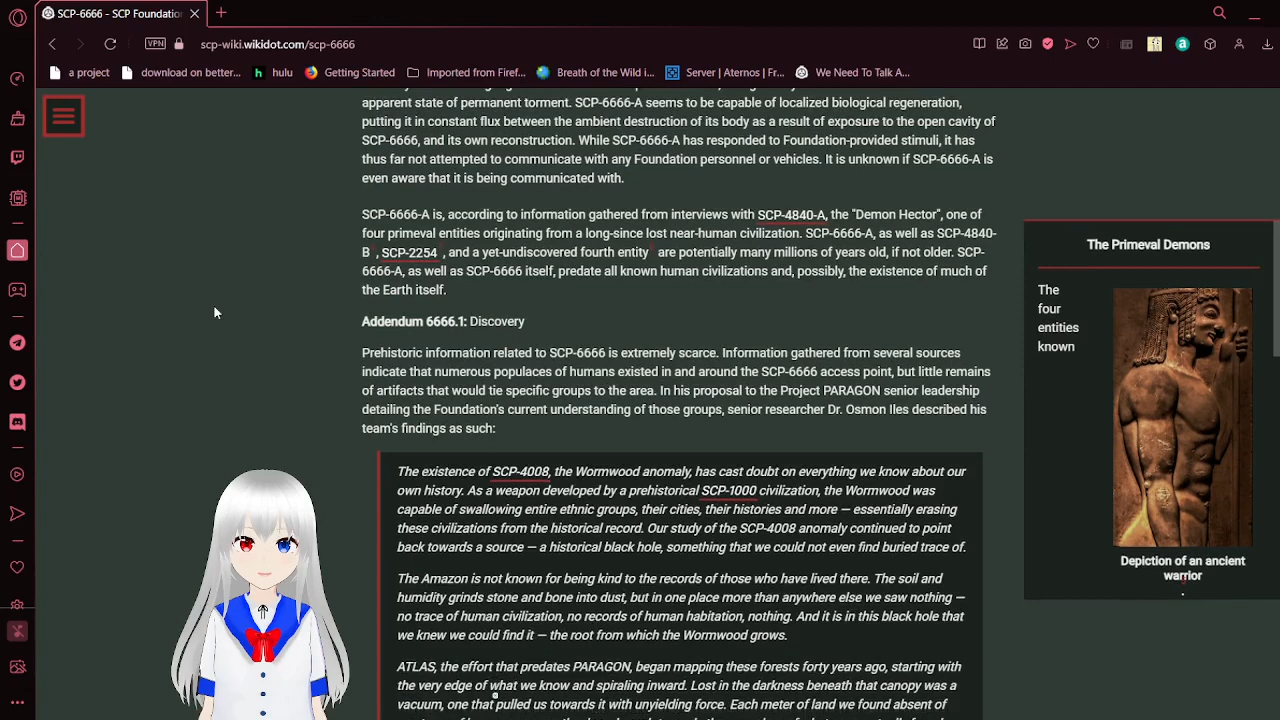 SCP-6666 - SCP Foundatio
scp-wiki.wikidot.com/scp-6666
VPN
a project
download on better...
hulu
Getting Started
Imported from Firef...
Breath of the Wild i...
Server | Aternos | Fr...
We Need To Talk A...
apparent state of permanent torment. SCP-6666-A seems to be capable of localized biological regeneration,
putting it in constant flux between the ambient destruction of its body as a result of exposure to the open cavity of
SCP-6666, and its own reconstruction. While SCP-6666-A has responded to Foundation-provided stimuli, it has
thus far not attempted to communicate with any Foundation personnel or vehicles. It is unknown if SCP-6666-A is
even aware that it is being communicated with.
SCP-6666-A is, according to information gathered from interviews with SCP-4840-A, the "Demon Hector", one of
four primeval entities originating from a long-since lost near-human civilization. SCP-6666-A, as well as SCP-4840-
B , SCP-2254 , and a yet-undiscovered fourth entity are potentially many millions of years old, if not older. SCP-
6666-A, as well as SCP-6666 itself, predate all known human civilizations and, possibly, the existence of much of
the Earth itself.
Addendum 6666.1: Discovery
Prehistoric information related to SCP-6666 is extremely scarce. Information gathered from several sources
indicate that numerous populaces of humans existed in and around the SCP-6666 access point, but little remains
of artifacts that would tie specific groups to the area. In his proposal to the Project PARAGON senior leadership
detailing the Foundation's current understanding of those groups, senior researcher Dr. Osmon Iles described his
team's findings as such:
The existence of SCP-4008, the Wormwood anomaly, has cast doubt on everything we know about our
own history. As a weapon developed by a prehistorical SCP-1000 civilization, the Wormwood was
capable of swallowing entire ethnic groups, their cities, their histories and more — essentially erasing
these civilizations from the historical record. Our study of the SCP-4008 anomaly continued to point
back towards a source — a historical black hole, something that we could not even find buried trace of.
The Amazon is not known for being kind to the records of those who have lived there. The soil and
humidity grinds stone and bone into dust, but in one place more than anywhere else we saw nothing —
no trace of human civilization, no records of human habitation, nothing. And it is in this black hole that
we knew we could find it — the root from which the Wormwood grows.
ATLAS, the effort that predates PARAGON, began mapping these forests forty years ago, starting with
the very edge of what we know and spiraling inward. Lost in the darkness beneath that canopy was a
vacuum, one that pulled us towards it with unyielding force. Each meter of land we found absent of
The Primeval Demons
The
four
entities
known
Depiction of an ancient
warrior
.